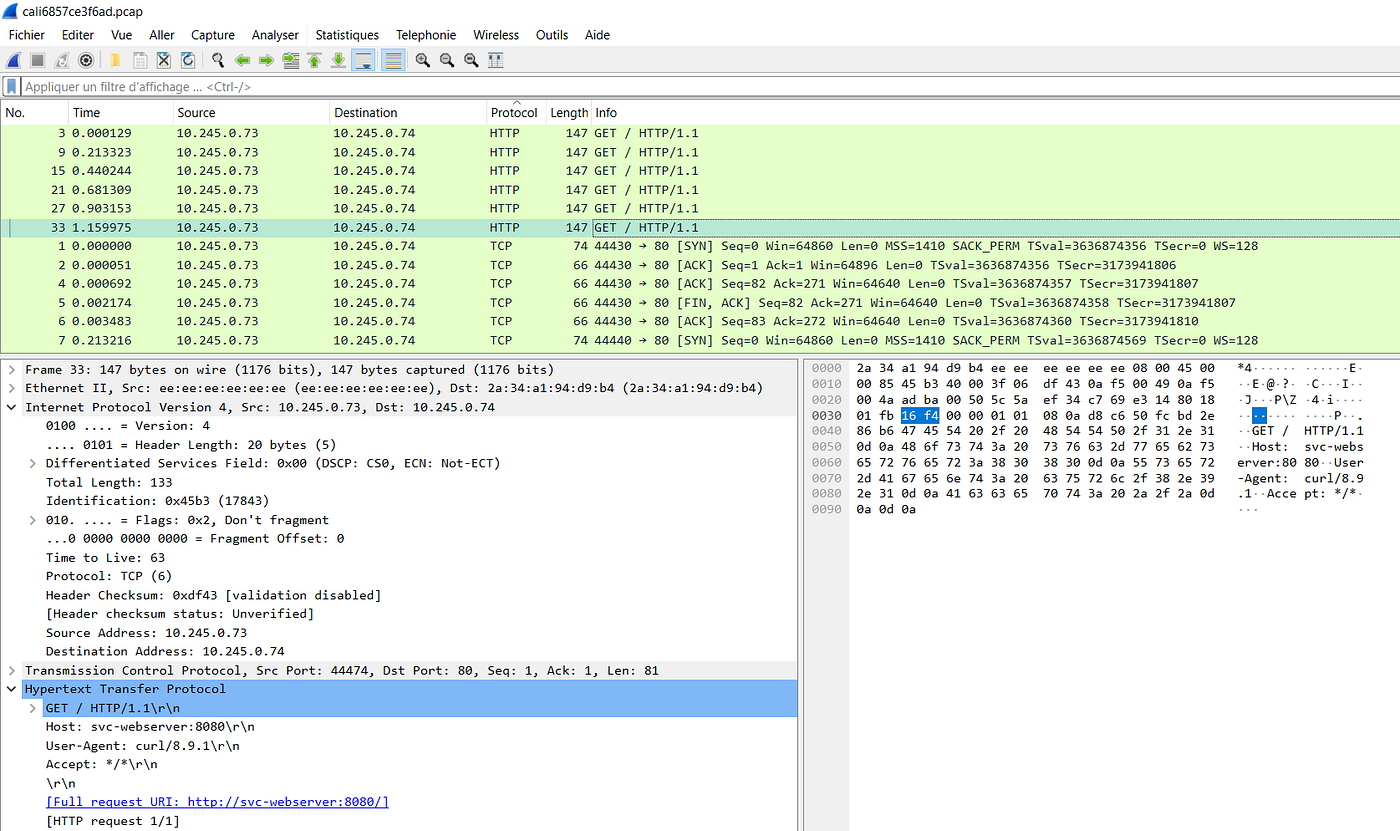 cali6857ce3f6ad.pcap
Fichier Editer Vue Aller Capture Analyser Statistiques Telephonie Wireless Outils Aide
Appliquer un filtre d'affichage ... <Ctrl-/>
No. Time Source Destination Protocol Length Info
3 0.000129 10.245.0.73 10.245.0.74 HTTP 147 GET / HTTP/1.1
9 0.213323 10.245.0.73 10.245.0.74 HTTP 147 GET / HTTP/1.1
15 0.440244 10.245.0.73 10.245.0.74 HTTP 147 GET / HTTP/1.1
21 0.681309 10.245.0.73 10.245.0.74 HTTP 147 GET / HTTP/1.1
27 0.903153 10.245.0.73 10.245.0.74 HTTP 147 GET / HTTP/1.1
33 1.159975 10.245.0.73 10.245.0.74 HTTP 147 GET / HTTP/1.1
1 0.000000 10.245.0.73 10.245.0.74 TCP 74 44430 → 80 [SYN] Seq=0 Win=64860 Len=0 MSS=1410 SACK_PERM TSval=3636874356 TSecr=0 WS=128
2 0.000051 10.245.0.73 10.245.0.74 TCP 66 44430 → 80 [ACK] Seq=1 Ack=1 Win=64896 Len=0 TSval=3636874356 TSecr=3173941806
4 0.000692 10.245.0.73 10.245.0.74 TCP 66 44430 → 80 [ACK] Seq=82 Ack=271 Win=64640 Len=0 TSval=3636874357 TSecr=3173941807
5 0.002174 10.245.0.73 10.245.0.74 TCP 66 44430 → 80 [FIN, ACK] Seq=82 Ack=271 Win=64640 Len=0 TSval=3636874358 TSecr=3173941807
6 0.003483 10.245.0.73 10.245.0.74 TCP 66 44430 → 80 [ACK] Seq=83 Ack=272 Win=64640 Len=0 TSval=3636874360 TSecr=3173941810
7 0.213216 10.245.0.73 10.245.0.74 TCP 74 44440 → 80 [SYN] Seq=0 Win=64860 Len=0 MSS=1410 SACK_PERM TSval=3636874569 TSecr=0 WS=128
Frame 33: 147 bytes on wire (1176 bits), 147 bytes captured (1176 bits)
Ethernet II, Src: ee:ee:ee:ee:ee:ee (ee:ee:ee:ee:ee:ee), Dst: 2a:34:a1:94:d9:b4 (2a:34:a1:94:d9:b4)
Internet Protocol Version 4, Src: 10.245.0.73, Dst: 10.245.0.74
0100 .... = Version: 4
.... 0101 = Header Length: 20 bytes (5)
Differentiated Services Field: 0x00 (DSCP: CS0, ECN: Not-ECT)
Total Length: 133
Identification: 0x45b3 (17843)
010. .... = Flags: 0x2, Don't fragment
...0 0000 0000 0000 = Fragment Offset: 0
Time to Live: 63
Protocol: TCP (6)
Header Checksum: 0xdf43 [validation disabled]
[Header checksum status: Unverified]
Source Address: 10.245.0.73
Destination Address: 10.245.0.74
Transmission Control Protocol, Src Port: 44474, Dst Port: 80, Seq: 1, Ack: 1, Len: 81
Hypertext Transfer Protocol
GET / HTTP/1.1\r\n
Host: svc-webserver:8080\r\n
User-Agent: curl/8.9.1\r\n
Accept: */*\r\n
\r\n
[Full request URI: http://svc-webserver:8080/]
[HTTP request 1/1]
0000 2a 34 a1 94 d9 b4 ee ee ee ee ee ee 08 00 45 00 *4······ ······E·
0010 00 85 45 b3 40 00 3f 06 df 43 0a f5 00 49 0a f5 ··E·@·?· ·C···I··
0020 00 4a ad ba 00 50 5c 5a ef 34 c7 69 e3 14 80 18 ·J···P\Z ·4·i····
0030 01 fb 16 f4 00 00 01 01 08 0a d8 c6 50 fc bd 2e ········ ····P··.
0040 86 b6 47 45 54 20 2f 20 48 54 54 50 2f 31 2e 31 ··GET / HTTP/1.1
0050 0d 0a 48 6f 73 74 3a 20 73 76 63 2d 77 65 62 73 ··Host: svc-webs
0060 65 72 76 65 72 3a 38 30 38 30 0d 0a 55 73 65 72 erver:80 80··User
0070 2d 41 67 65 6e 74 3a 20 63 75 72 6c 2f 38 2e 39 -Agent: curl/8.9
0080 2e 31 0d 0a 41 63 63 65 70 74 3a 20 2a 2f 2a 0d .1··Acce pt: */*·
0090 0a 0d 0a ···